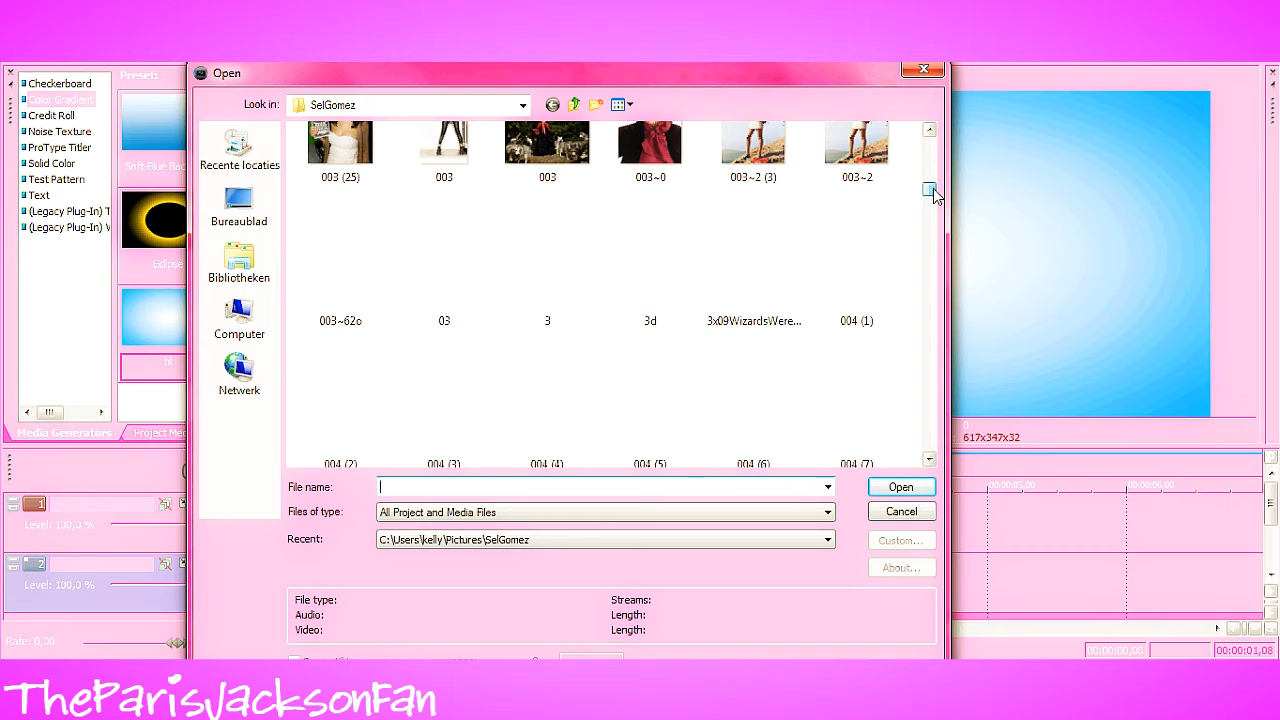 Open
Look in: SelGomez
Checkerboard
Color Gradient
Credit Roll
Noise Texture
ProType Titler
Solid Color
Test Pattern
Text
(Legacy Plug-In) T
(Legacy Plug-In) V
Media Generators
Project Med
Preset:
Soft-Blue Bac
Eclipse
bl
Recente locaties
Bureaublad
Bibliotheken
Computer
Netwerk
003 (25) 003 003 003~0 003~2 (3) 003~2
003~62o 03 3 3d 3x09WizardsWere... 004 (1)
004 (2) 004 (3) 004 (4) 004 (5) 004 (6) 004 (7)
File name: Open
Files of type: All Project and Media Files Cancel
Recent: C:\Users\kelly\Pictures\SelGomez Custom...
About...
File type: Streams:
Audio: Length:
Video: Length:
0
617x347x32
00:00:05,00 00:00:06,00
1
Level: 100,0 %
2
Level: 100,0 %
Rate: 0,00
00:00:00,00 00:00:01,08
TheParisJacksonFan